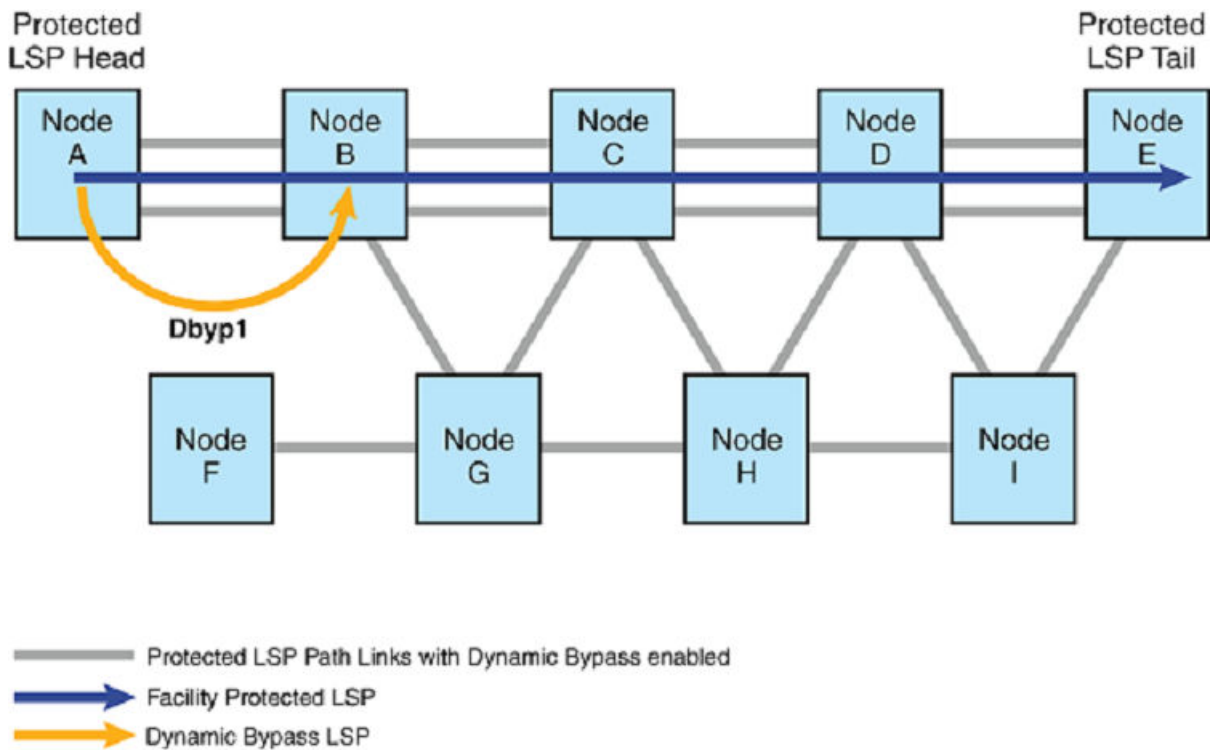 Protected
LSP Head
Protected
LSP Tail
Node
A
Node
B
Node
C
Node
D
Node
E
Dbyp1
Node
F
Node
G
Node
H
Node
I
Protected LSP Path Links with Dynamic Bypass enabled
Facility Protected LSP
Dynamic Bypass LSP